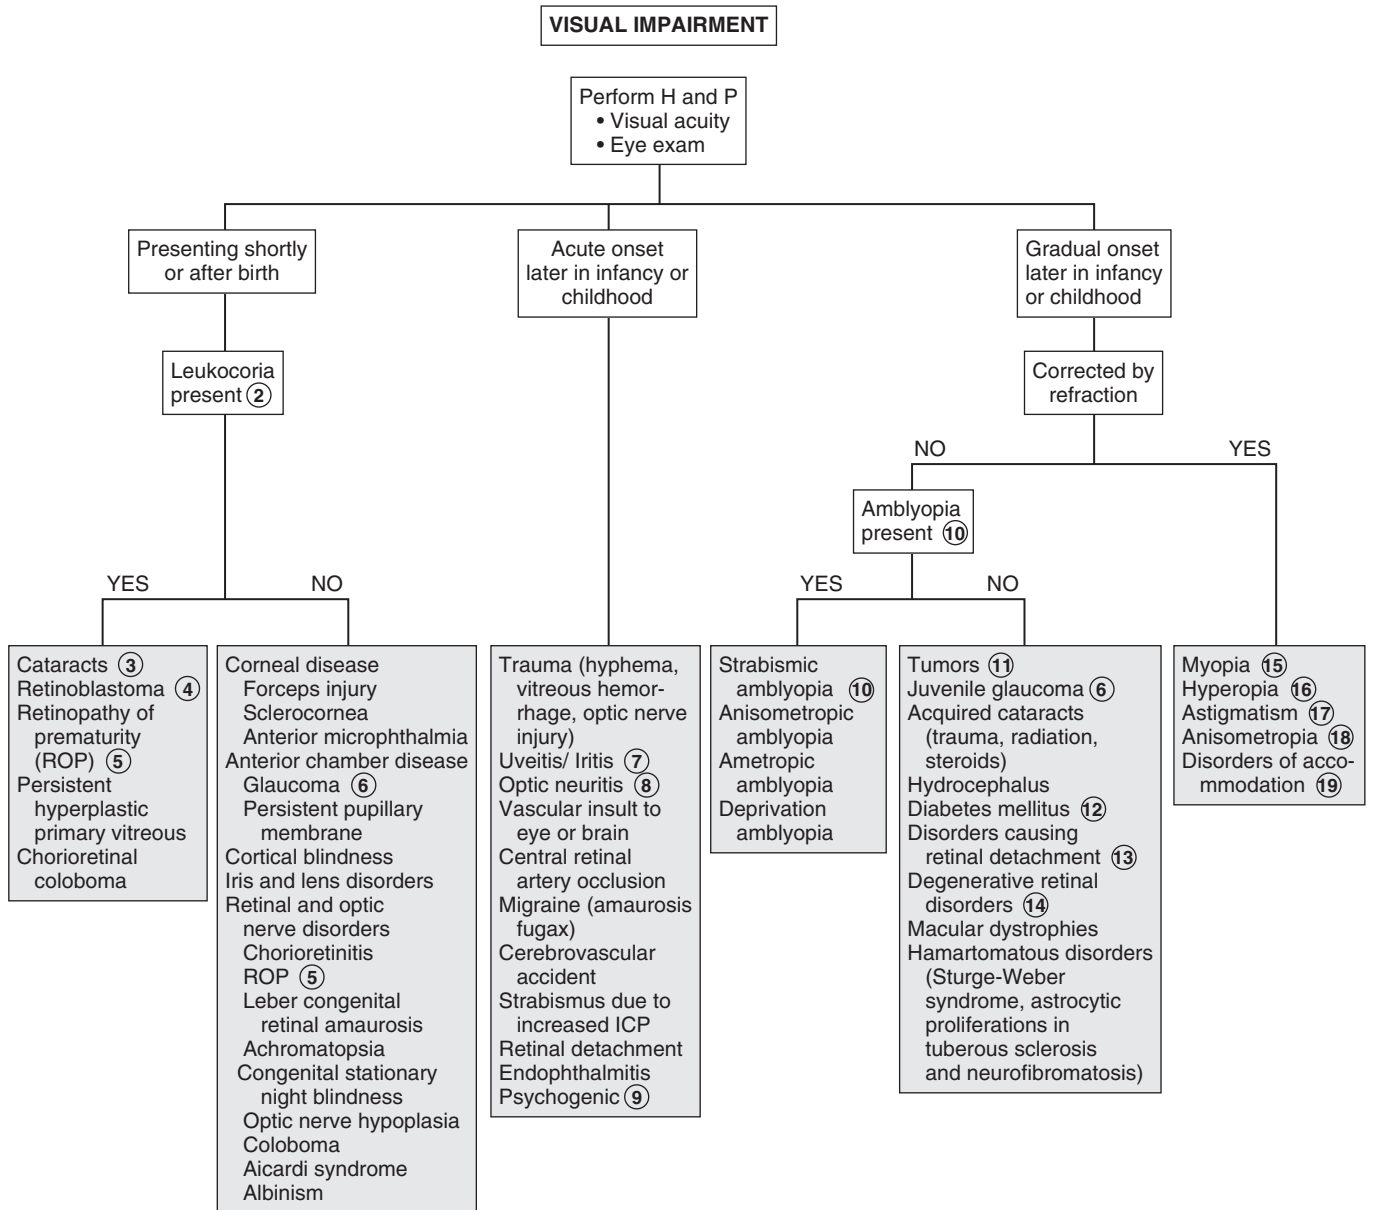 VISUAL IMPAIRMENT
Perform H and P
• Visual acuity
• Eye exam
Presenting shortly
or after birth
Acute onset
later in infancy or
childhood
Gradual onset
later in infancy
or childhood
Leukocoria
present ②
Corrected by
refraction
NO
YES
Amblyopia
present ⑩
YES
NO
YES
NO
Cataracts ③
Retinoblastoma ④
Retinopathy of
prematurity
(ROP) ⑤
Persistent
hyperplastic
primary vitreous
Chorioretinal
coloboma
Corneal disease
Forceps injury
Sclerocornea
Anterior microphthalmia
Anterior chamber disease
Glaucoma ⑥
Persistent pupillary
membrane
Cortical blindness
Iris and lens disorders
Retinal and optic
nerve disorders
Chorioretinitis
ROP ⑤
Leber congenital
retinal amaurosis
Achromatopsia
Congenital stationary
night blindness
Optic nerve hypoplasia
Coloboma
Aicardi syndrome
Albinism
Trauma (hyphema,
vitreous hemor-
rhage, optic nerve
injury)
Uveitis/ Iritis ⑦
Optic neuritis ⑧
Vascular insult to
eye or brain
Central retinal
artery occlusion
Migraine (amaurosis
fugax)
Cerebrovascular
accident
Strabismus due to
increased ICP
Retinal detachment
Endophthalmitis
Psychogenic ⑨
Strabismic
amblyopia ⑩
Anisometropic
amblyopia
Ametropic
amblyopia
Deprivation
amblyopia
Tumors ⑪
Juvenile glaucoma ⑥
Acquired cataracts
(trauma, radiation,
steroids)
Hydrocephalus
Diabetes mellitus ⑫
Disorders causing
retinal detachment ⑬
Degenerative retinal
disorders ⑭
Macular dystrophies
Hamartomatous disorders
(Sturge-Weber
syndrome, astrocytic
proliferations in
tuberous sclerosis
and neurofibromatosis)
Myopia ⑮
Hyperopia ⑯
Astigmatism ⑰
Anisometropia ⑱
Disorders of acco-
mmodation ⑲